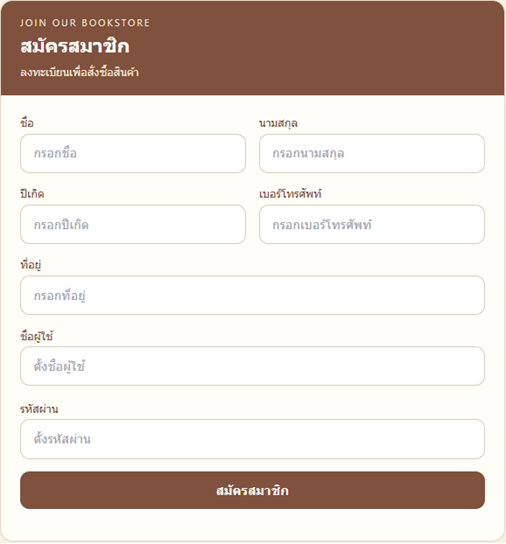 JOIN OUR BOOKSTORE
สมัครสมาชิก
ลงทะเบียนเพื่อสั่งซื้อสินค้า
ชื่อ นามสกุล
กรอกชื่อ กรอกนามสกุล
ปีเกิด เบอร์โทรศัพท์
กรอกปีเกิด กรอกเบอร์โทรศัพท์
ที่อยู่
กรอกที่อยู่
ชื่อผู้ใช้
ตั้งชื่อผู้ใช้
รหัสผ่าน
ตั้งรหัสผ่าน
สมัครสมาชิก